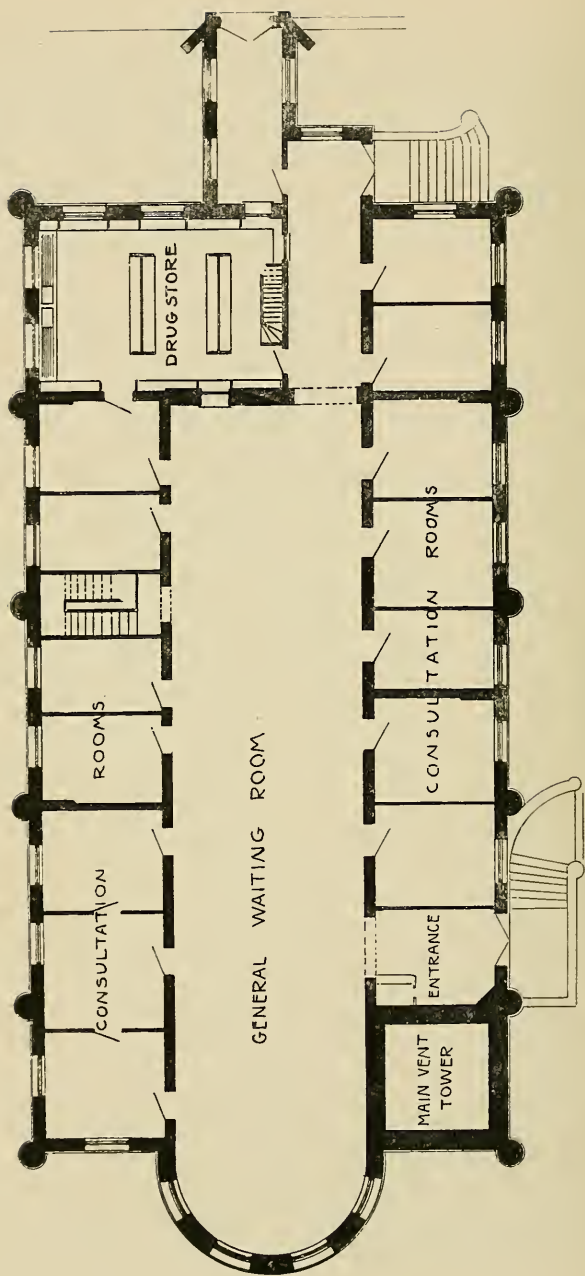 DRUG STORE
CONSULTATION ROOMS
GENERAL WAITING ROOM
CONSULTATION ROOMS
ENTRANCE
MAIN VENT
TOWER